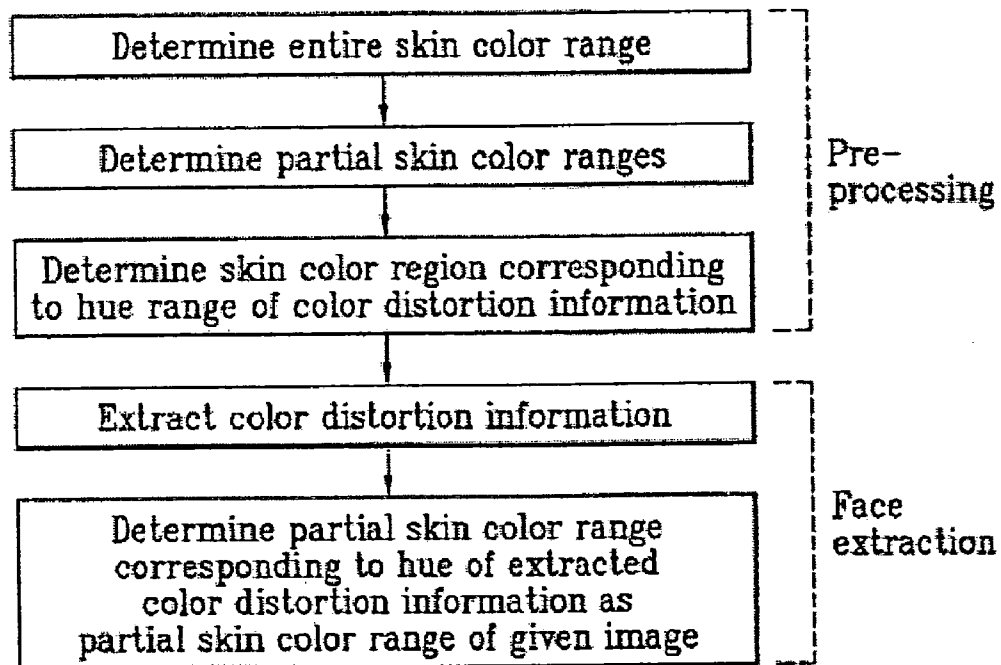 Determine entire skin color range
Determine partial skin color ranges
Determine skin color region corresponding
to hue range of color distortion information
Pre-
processing
Extract color distortion information
Determine partial skin color range
corresponding to hue of extracted
color distortion information as
partial skin color range of given image
Face
extraction